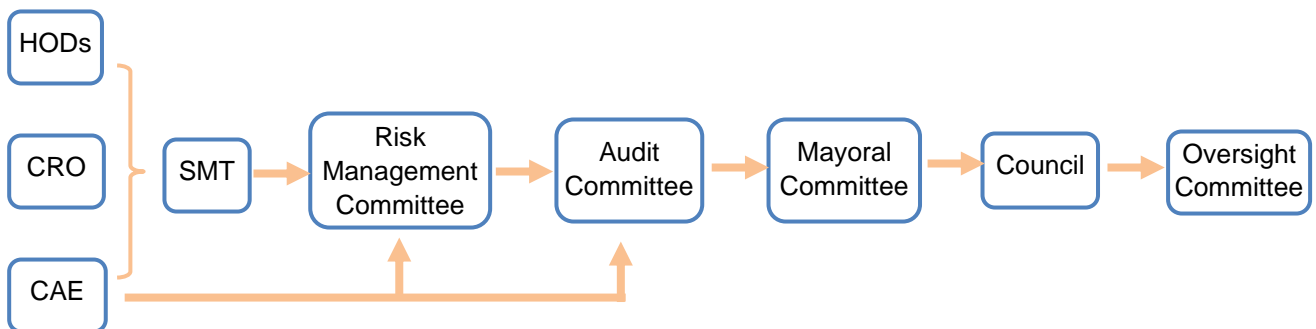 HODs
CRO
CAE
SMT
Risk
Management
Committee
Audit
Committee
Mayoral
Committee
Council
Oversight
Committee